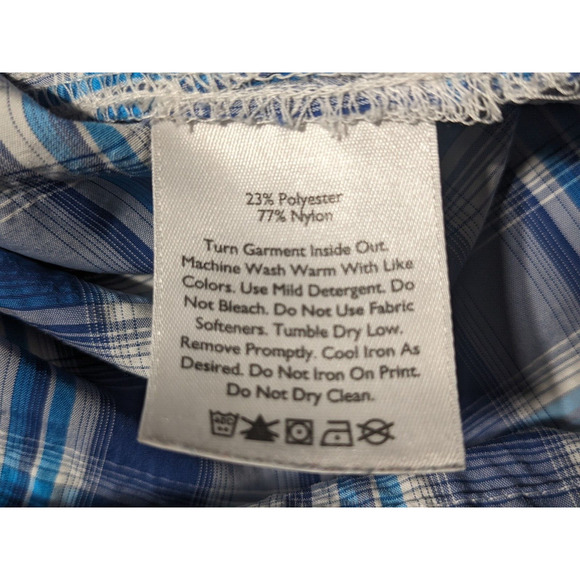 23% Polyester
77% Nylon
Turn Garment Inside Out.
Machine Wash Warm With Like
Colors. Use Mild Detergent. Do
Not Bleach. Do Not Use Fabric
Softeners. Tumble Dry Low.
Remove Promptly. Cool Iron As
Desired. Do Not Iron On Print.
Do Not Dry Clean.